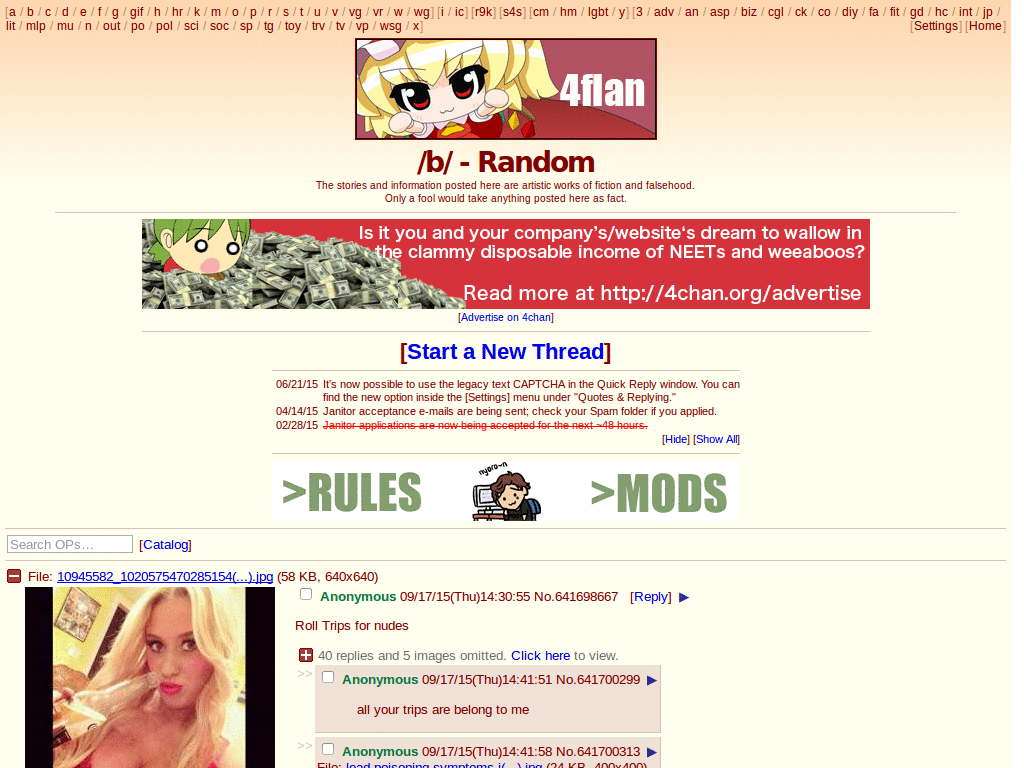 [a / b / c / d / e / f / g / gif / h / hr / k / m / o / p / r / s / t / u / v / vg / vr / w / wg] [i / ic] [r9k] [s4s] [cm / hm / lgbt / y] [3 / adv / an / asp / biz / cgl / ck / co / diy / fa / fit / gd / hc / int / jp /
lit / mlp / mu / n / out / po / pol / sci / soc / sp / tg / toy / trv / tv / vp / wsg / x]
[Settings] [Home]
4flan
/b/ - Random
The stories and information posted here are artistic works of fiction and falsehood.
Only a fool would take anything posted here as fact.
Is it you and your company's/website's dream to wallow in
the clammy disposable income of NEETs and weeaboos?
Read more at http://4chan.org/advertise
[Advertise on 4chan]
[Start a New Thread]
06/21/15 It's now possible to use the legacy text CAPTCHA in the Quick Reply window. You can
find the new option inside the [Settings] menu under "Quotes & Replying."
04/14/15 Janitor acceptance e-mails are being sent; check your Spam folder if you applied.
02/28/15 Janitor applications are now being accepted for the next ~48 hours.
[Hide] [Show All]
>RULES
nyoro~n
>MODS
Search OPs... [Catalog]
File: 10945582_1020575470285154(...).jpg (58 KB, 640x640)
Anonymous 09/17/15(Thu)14:30:55 No.641698667 [Reply] ▶
Roll Trips for nudes
40 replies and 5 images omitted. Click here to view.
>> Anonymous 09/17/15(Thu)14:41:51 No.641700299 ▶
all your trips are belong to me
>> Anonymous 09/17/15(Thu)14:41:58 No.641700313 ▶
File: lead poisoning symptoms i(...).jpg (24 KB, 400x400)